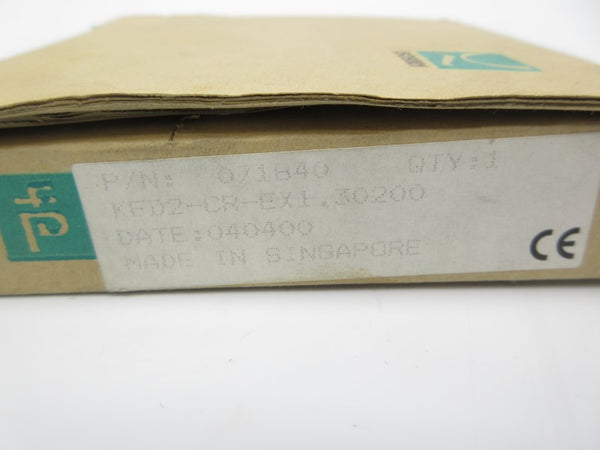 P/N: 071840 QTY:1
KFD2-CR-EX1.30200
DATE:040400
MADE IN SINGAPORE
CE